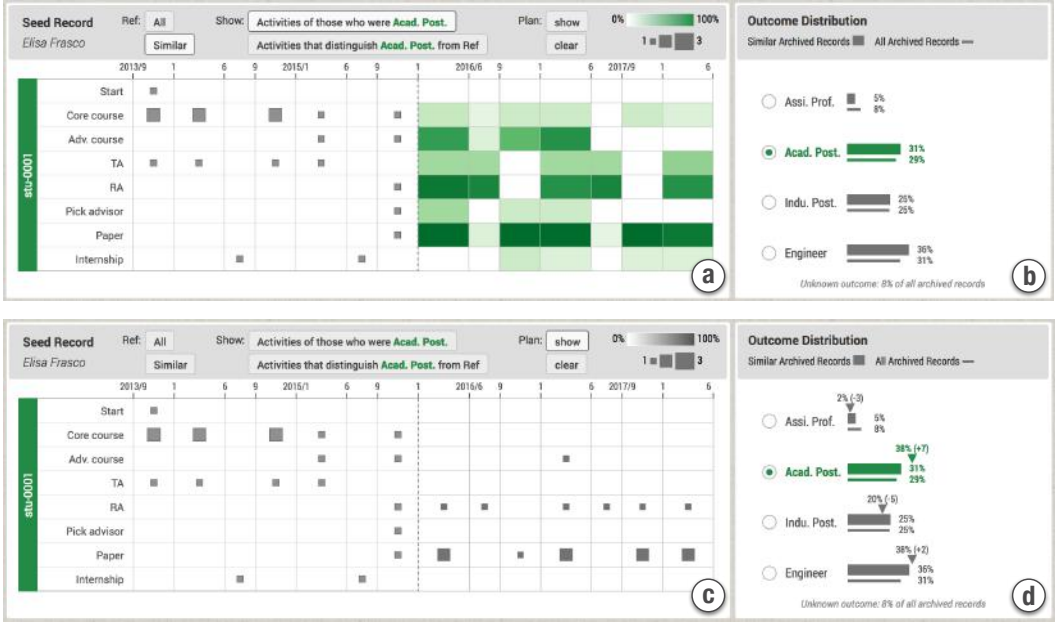 Seed Record Ref: All Show: Activities of those who were Acad. Post. Plan: show 0% 100%
Elisa Frasco Similar Activities that distinguish Acad. Post. from Ref clear 1 3
2013/9 1 6 9 2015/1 6 9 1 2016/6 9 1 6 2017/9 1 6
stu-0001
Start
Core course
Adv. course
TA
RA
Pick advisor
Paper
Internship
a
Outcome Distribution
Similar Archived Records All Archived Records
Assi. Prof. 5%
8%
Acad. Post. 31%
29%
Indu. Post. 25%
25%
Engineer 36%
31%
Unknown outcome: 8% of all archived records
b
Seed Record Ref: All Show: Activities of those who were Acad. Post. Plan: show 0% 100%
Elisa Frasco Similar Activities that distinguish Acad. Post. from Ref clear 1 3
2013/9 1 6 9 2015/1 6 9 1 2016/6 9 1 6 2017/9 1 6
stu-0001
Start
Core course
Adv. course
TA
RA
Pick advisor
Paper
Internship
c
Outcome Distribution
Similar Archived Records All Archived Records
2% (-3)
Assi. Prof. 5%
8%
38% (+7)
Acad. Post. 31%
29%
20% (-5)
Indu. Post. 25%
25%
38% (+2)
Engineer 36%
31%
Unknown outcome: 8% of all archived records
d